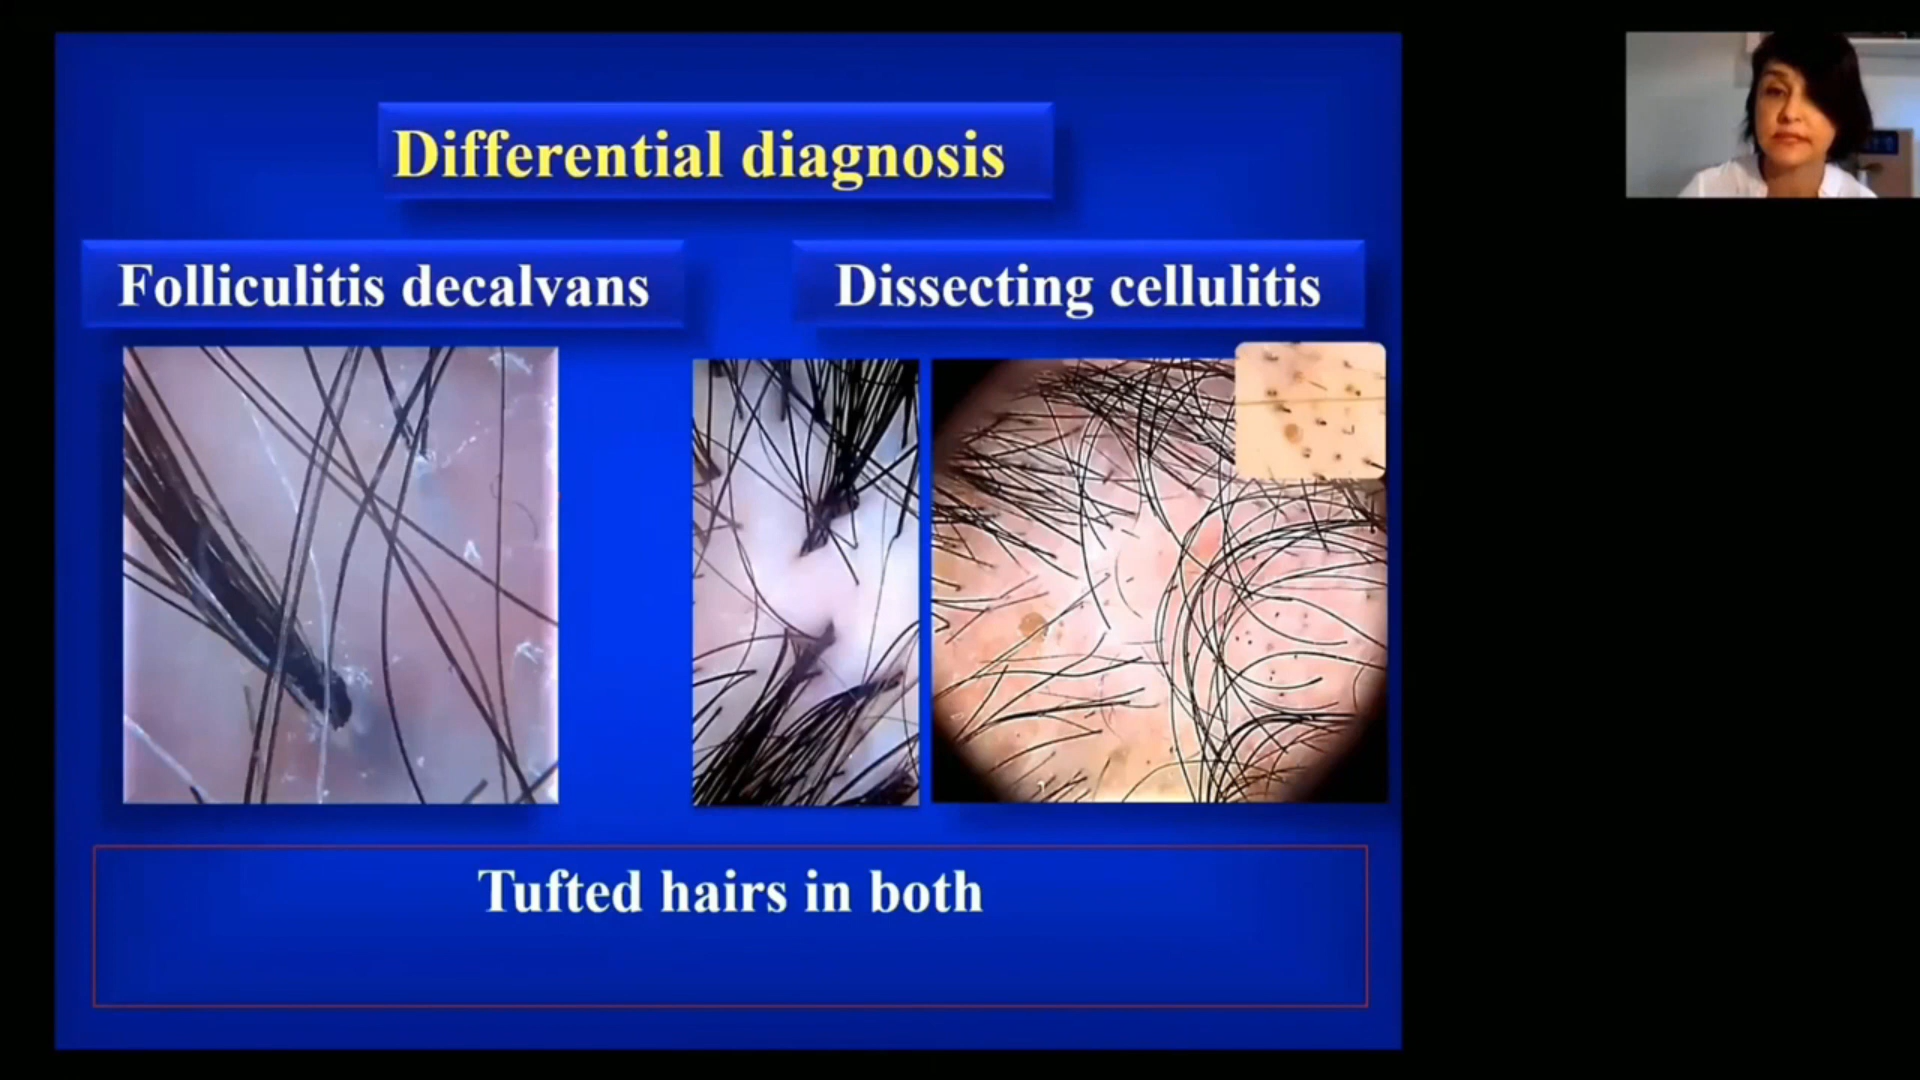 Differential diagnosis
Folliculitis decalvans
Dissecting cellulitis
Tufted hairs in both